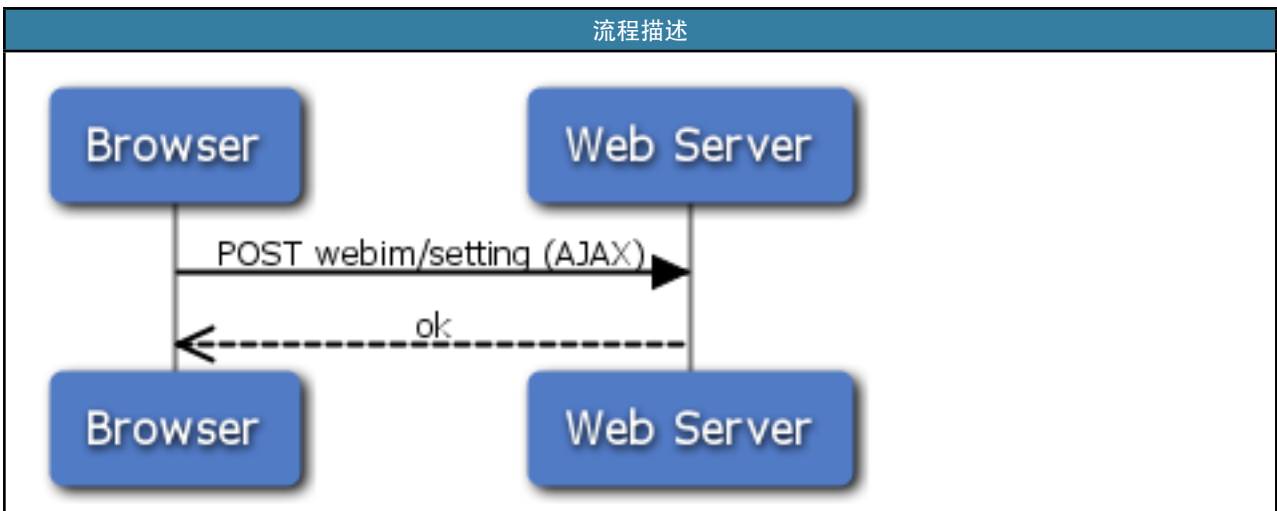 流程描述
Browser
Web Server
POST webim/setting (AJAX)
ok
Browser
Web Server